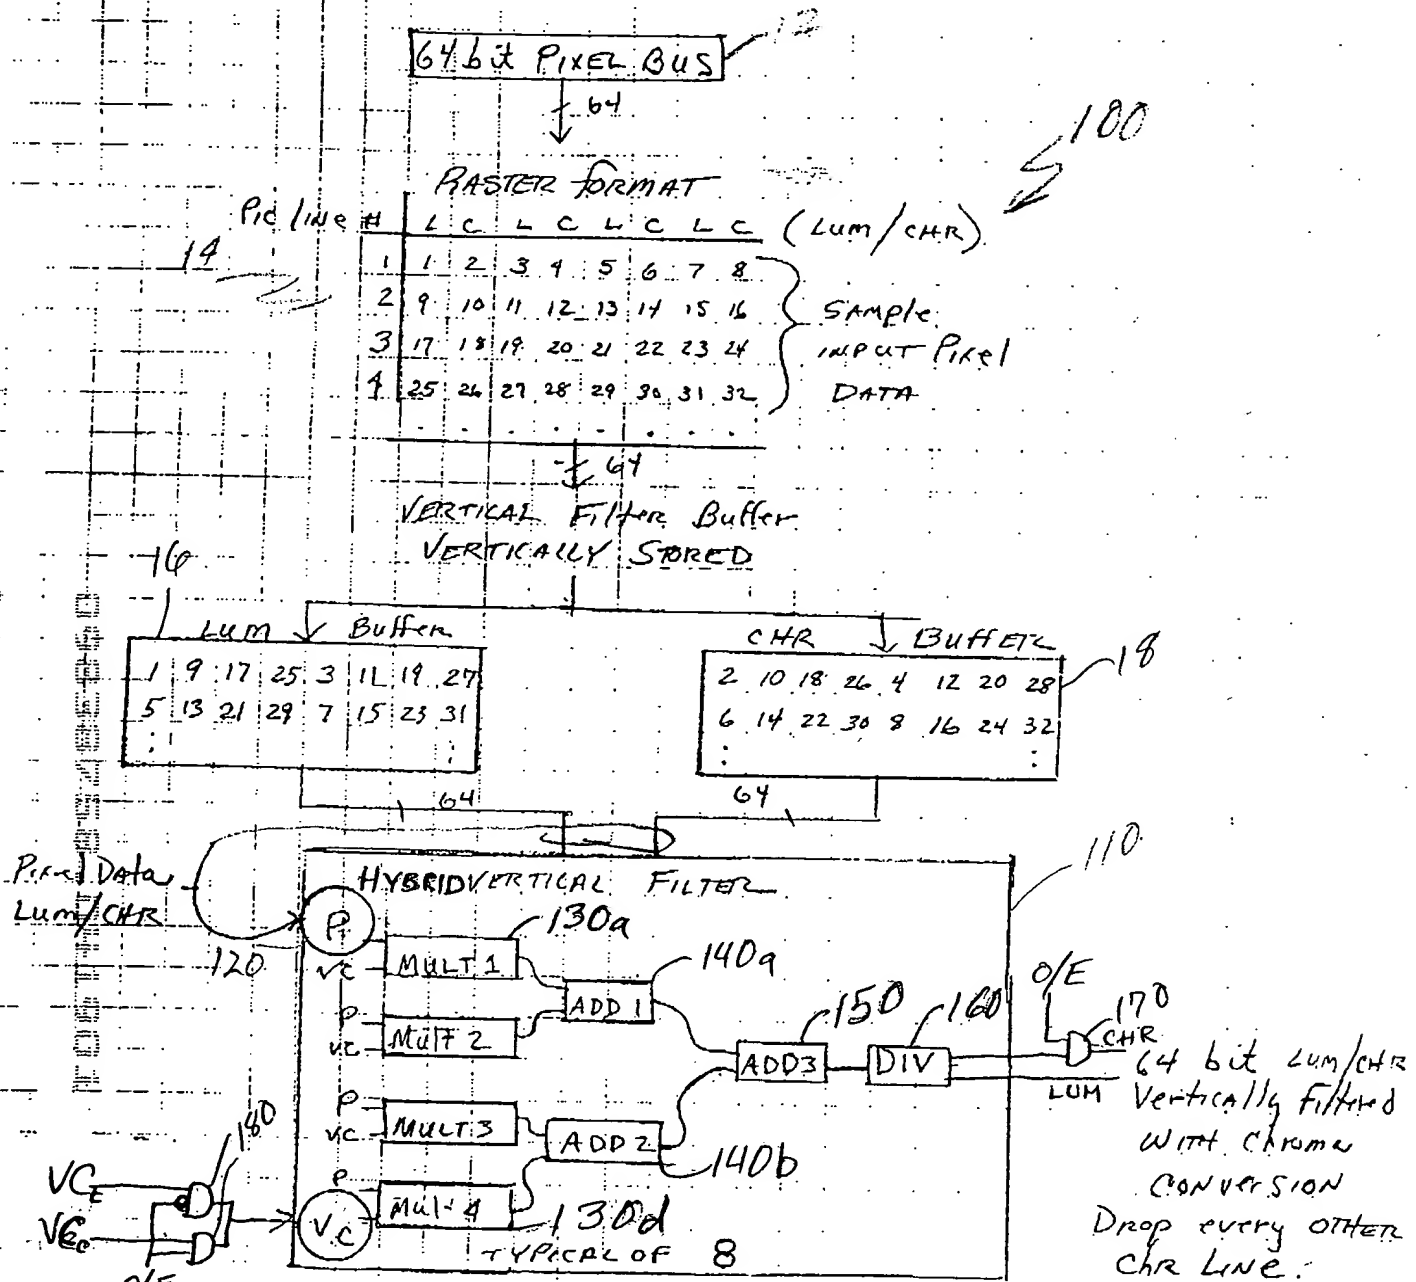 64 bit PIXEL BUS
12
64
100
RASTER FORMAT
Pic line # L C L C L C L C (LUM/CHR)
14
1 1 2 3 4 5 6 7 8
2 9 10 11 12 13 14 15 16
3 17 18 19 20 21 22 23 24
4 25 26 27 28 29 30 31 32
SAMPLE
INPUT Pixel
DATA
64
VERTICAL Filter Buffer
VERTICALLY STORED
16
LUM Buffer
1 9 17 25 3 11 19 27
5 13 21 29 7 15 23 31
CHR BUFFER
18
2 10 18 26 4 12 20 28
6 14 22 30 8 16 24 32
64
64
Pixel Data
LUM/CHR
120
110
HYBRID VERTICAL FILTER
P
130a
VC
MULT 1
140a
ADD 1
P
VC
Mult 2
150
160
ADD3
DIV
O/E
170
CHR
LUM
P
VC
MULT 3
ADD 2
140b
P
Mult 4
130d
VC
TYPICAL OF 8
180
VCE
VCO
O/E
64 bit LUM/CHR
Vertically Filtered
WITH Chroma
CONVERSION
Drop every OTHER
Chr LINE.